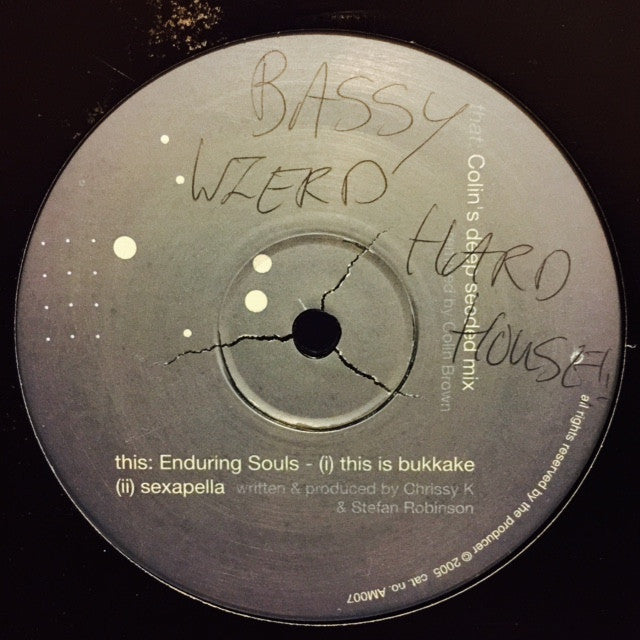 BASSY
WZERD
HARD
HOUSE!
that: Colin's deep seeded mix
by Colin Brown
this: Enduring Souls - (i) this is bukkake
(ii) sexapella written & produced by Chrissy K
& Stefan Robinson
all rights reserved by the producer © 2005 cat. no. AM007